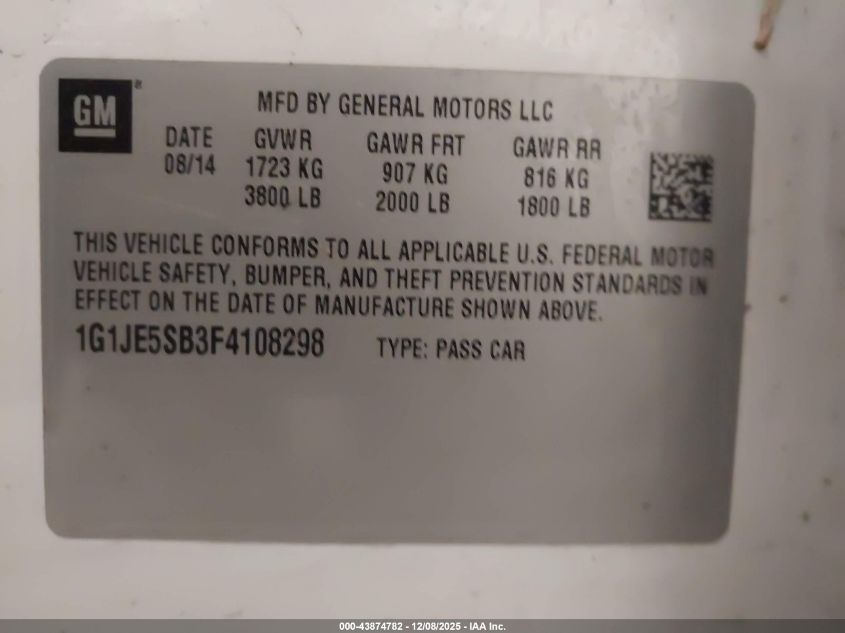 GM®
MFD BY GENERAL MOTORS LLC
DATE GVWR GAWR FRT GAWR RR
08/14 1723 KG 907 KG 816 KG
3800 LB 2000 LB 1800 LB
THIS VEHICLE CONFORMS TO ALL APPLICABLE U.S. FEDERAL MOTOR
VEHICLE SAFETY, BUMPER, AND THEFT PREVENTION STANDARDS IN
EFFECT ON THE DATE OF MANUFACTURE SHOWN ABOVE.
1G1JE5SB3F4108298 TYPE: PASS CAR
000-43874782 - 12/08/2025 - IAA Inc.